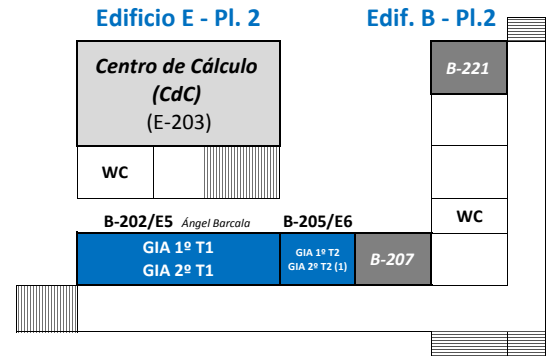 Edificio E - Pl. 2
Edif. B - Pl.2
Centro de Cálculo
(CdC)
(E-203)
B-221
WC
WC
B-202/E5 Ángel Barcala
B-205/E6
GIA 1º T1
GIA 2º T1
GIA 1º T2
GIA 2º T2 (1)
B-207